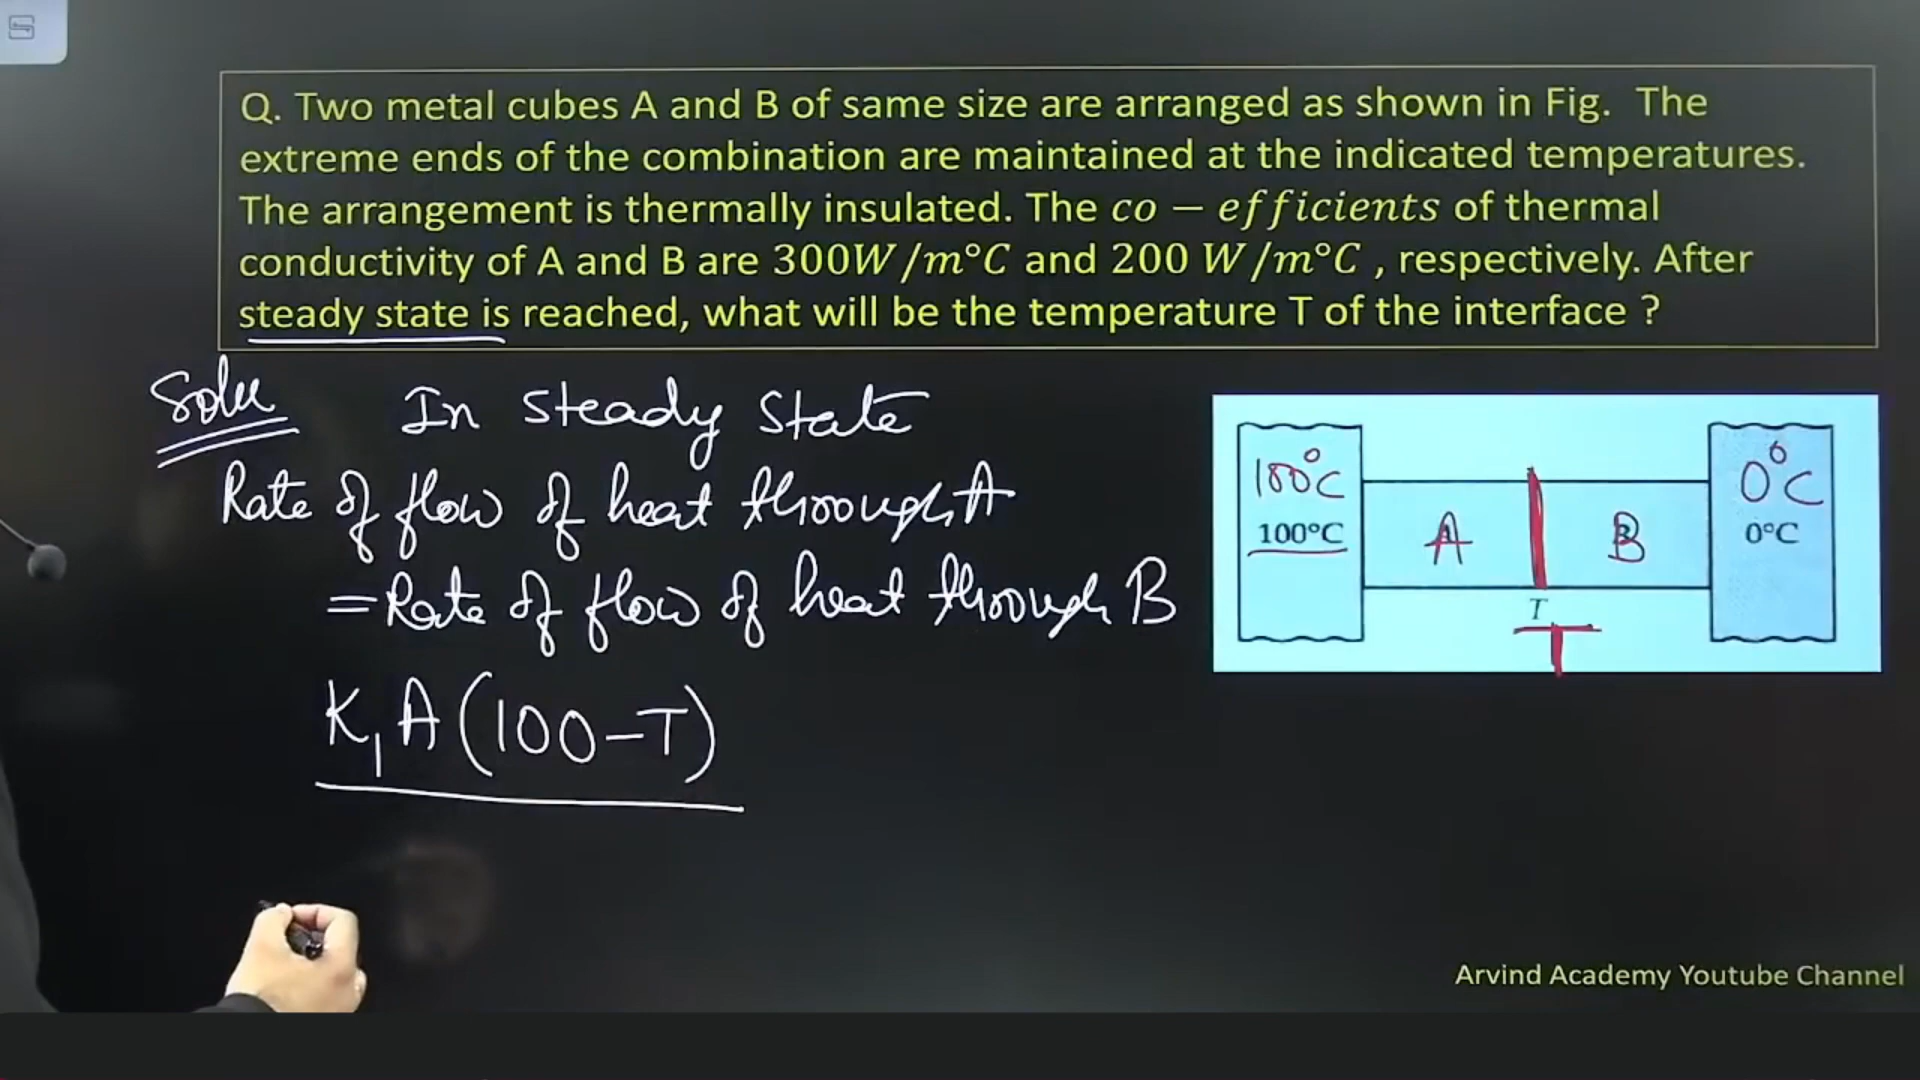 Q. Two metal cubes A and B of same size are arranged as shown in Fig. The
extreme ends of the combination are maintained at the indicated temperatures.
The arrangement is thermally insulated. The co − efficients of thermal
conductivity of A and B are 300W/m°C and 200 W/m°C , respectively. After
steady state is reached, what will be the temperature T of the interface ?
Solu In steady state
Rate of flow of heat through A
= Rate of flow of heat through B
K₁A(100−T)
100°C
100°C
A
B
0°C
0°C
T
T
Arvind Academy Youtube Channel